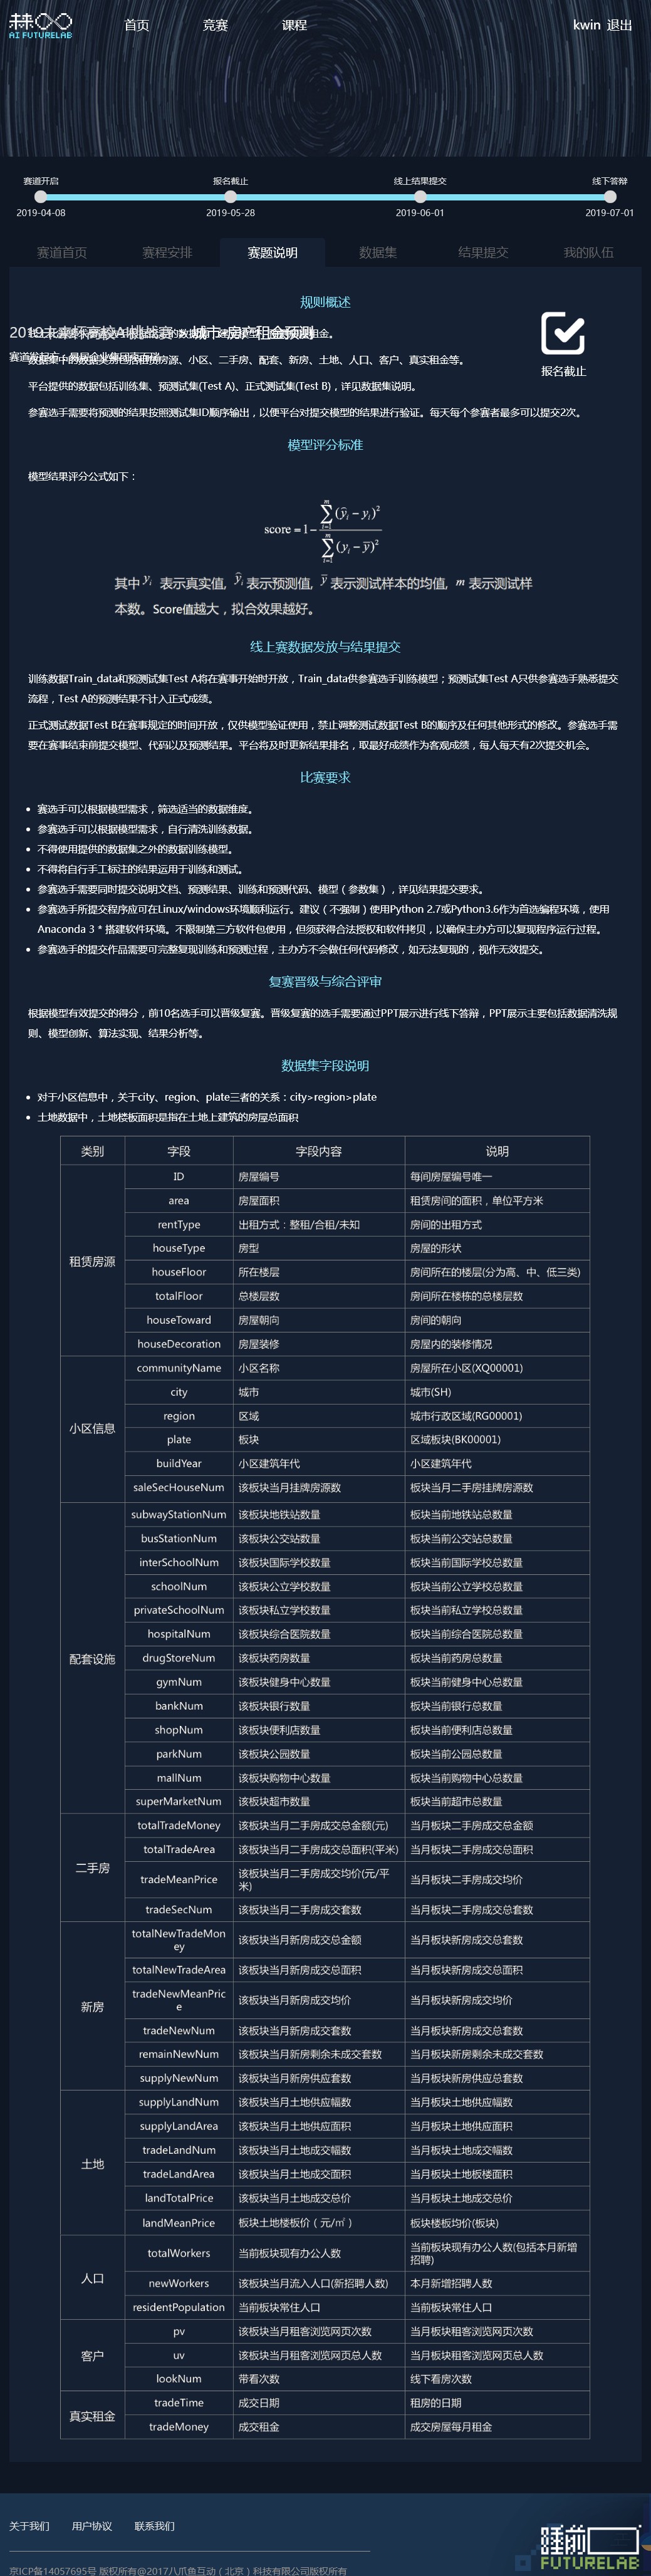 AI FUTURELAB
首页 竞赛 课程 kwin 退出
赛道开启 报名截止 线上结果提交 线下答辩
2019-04-08 2019-05-28 2019-06-01 2019-07-01
赛道首页 赛程安排 赛题说明 数据集 结果提交 我的队伍
规则概述
2019未来杯高校AI挑战赛 > 城市-房产租金预测
报名截止
平台提供的数据包括训练集、预测试集(Test A)、正式测试集(Test B)，详见数据集说明。
参赛选手需要将预测的结果按照测试集ID顺序输出，以便平台对提交模型的结果进行验证。每天每个参赛者最多可以提交2次。
模型评分标准
模型结果评分公式如下：
score = 1 - \frac{\sum_{i=1}^{m}(\hat{y}_i - y_i)^2}{\sum_{i=1}^{m}(y_i - \bar{y})^2}
其中 y_i 表示真实值, \hat{y}_i 表示预测值, \bar{y} 表示测试样本的均值, m 表示测试样
本数。Score值越大，拟合效果越好。
线上赛数据发放与结果提交
训练数据Train_data和预测试集Test A将在赛事开始时开放，Train_data供参赛选手训练模型；预测试集Test A只供参赛选手熟悉提交
流程，Test A的预测结果不计入正式成绩。
正式测试数据Test B在赛事规定的时间开放，仅供模型验证使用，禁止调整测试数据Test B的顺序及任何其他形式的修改。参赛选手需
要在赛事结束前提交模型、代码以及预测结果。平台将及时更新结果排名，取最好成绩作为客观成绩，每人每天有2次提交机会。
比赛要求
赛选手可以根据模型需求，筛选适当的数据维度。
参赛选手可以根据模型需求，自行清洗训练数据。
不得使用提供的数据集之外的数据训练模型。
不得将自行手工标注的结果运用于训练和测试。
参赛选手需要同时提交说明文档、预测结果、训练和预测代码、模型（参数集），详见结果提交要求。
参赛选手所提交程序应可在Linux/windows环境顺利运行。建议（不强制）使用Python 2.7或Python3.6作为首选编程环境，使用
Anaconda 3 * 搭建软件环境。不限制第三方软件包使用，但须获得合法授权和软件拷贝，以确保主办方可以复现程序运行过程。
参赛选手的提交作品需要可完整复现训练和预测过程，主办方不会做任何代码修改，如无法复现的，视作无效提交。
复赛晋级与综合评审
根据模型有效提交的得分，前10名选手可以晋级复赛。晋级复赛的选手需要通过PPT展示进行线下答辩，PPT展示主要包括数据清洗规
则、模型创新、算法实现、结果分析等。
数据集字段说明
对于小区信息中，关于city、region、plate三者的关系：city>region>plate
土地数据中，土地楼板面积是指在土地上建筑的房屋总面积
类别 字段 字段内容 说明
租赁房源
ID 房屋编号 每间房屋编号唯一
area 房屋面积 租赁房间的面积，单位平方米
rentType 出租方式：整租/合租/未知 房间的出租方式
houseType 房型 房屋的形状
houseFloor 所在楼层 房间所在的楼层(分为高、中、低三类)
totalFloor 总楼层数 房间所在楼栋的总楼层数
houseToward 房屋朝向 房间的朝向
houseDecoration 房屋装修 房屋内的装修情况
小区信息
communityName 小区名称 房屋所在小区(XQ00001)
city 城市 城市(SH)
region 区域 城市行政区域(RG00001)
plate 板块 区域板块(BK00001)
buildYear 小区建筑年代 小区建筑年代
saleSecHouseNum 该板块当月挂牌房源数 板块当月二手房挂牌房源数
配套设施
subwayStationNum 该板块地铁站数量 板块当前地铁站总数量
busStationNum 该板块公交站数量 板块当前公交站总数量
interSchoolNum 该板块国际学校数量 板块当前国际学校总数量
schoolNum 该板块公立学校数量 板块当前公立学校总数量
privateSchoolNum 该板块私立学校数量 板块当前私立学校总数量
hospitalNum 该板块综合医院数量 板块当前综合医院总数量
drugStoreNum 该板块药房数量 板块当前药房总数量
gymNum 该板块健身中心数量 板块当前健身中心总数量
bankNum 该板块银行数量 板块当前银行总数量
shopNum 该板块便利店数量 板块当前便利店总数量
parkNum 该板块公园数量 板块当前公园总数量
mallNum 该板块购物中心数量 板块当前购物中心总数量
superMarketNum 该板块超市数量 板块当前超市总数量
二手房
totalTradeMoney 该板块当月二手房成交总金额(元) 当月板块二手房成交总金额
totalTradeArea 该板块当月二手房成交总面积(平米) 当月板块二手房成交总面积
tradeMeanPrice 该板块当月二手房成交均价(元/平
米) 当月板块二手房成交均价
tradeSecNum 该板块当月二手房成交套数 当月板块二手房成交总套数
新房
totalNewTradeMon
ey 该板块当月新房成交总金额 当月板块新房成交总套数
totalNewTradeArea 该板块当月新房成交总面积 当月板块新房成交总面积
tradeNewMeanPric
e 该板块当月新房成交均价 当月板块新房成交均价
tradeNewNum 该板块当月新房成交套数 当月板块新房成交总套数
remainNewNum 该板块当月新房剩余未成交套数 当月板块新房剩余未成交套数
supplyNewNum 该板块当月新房供应套数 当月板块新房供应总套数
土地
supplyLandNum 该板块当月土地供应幅数 当月板块土地供应幅数
supplyLandArea 该板块当月土地供应面积 当月板块土地供应面积
tradeLandNum 该板块当月土地成交幅数 当月板块土地成交幅数
tradeLandArea 该板块当月土地成交面积 当月板块土地板楼面积
landTotalPrice 该板块当月土地成交总价 当月板块土地成交总价
landMeanPrice 板块土地楼板价（元/㎡） 板块楼板均价(板块)
人口
totalWorkers 当前板块现有办公人数 当前板块现有办公人数(包括本月新增
招聘)
newWorkers 该板块当月流入人口(新招聘人数) 本月新增招聘人数
residentPopulation 当前板块常住人口 当前板块常住人口
客户
pv 该板块当月租客浏览网页次数 当月板块租客浏览网页次数
uv 该板块当月租客浏览网页总人数 当月板块租客浏览网页总人数
lookNum 带看次数 线下看房次数
真实租金
tradeTime 成交日期 租房的日期
tradeMoney 成交租金 成交房屋每月租金
关于我们 用户协议 联系我们
睡前
FUTURELAB
京ICP备14057695号 版权所有@2017八爪鱼互动（北京）科技有限公司版权所有